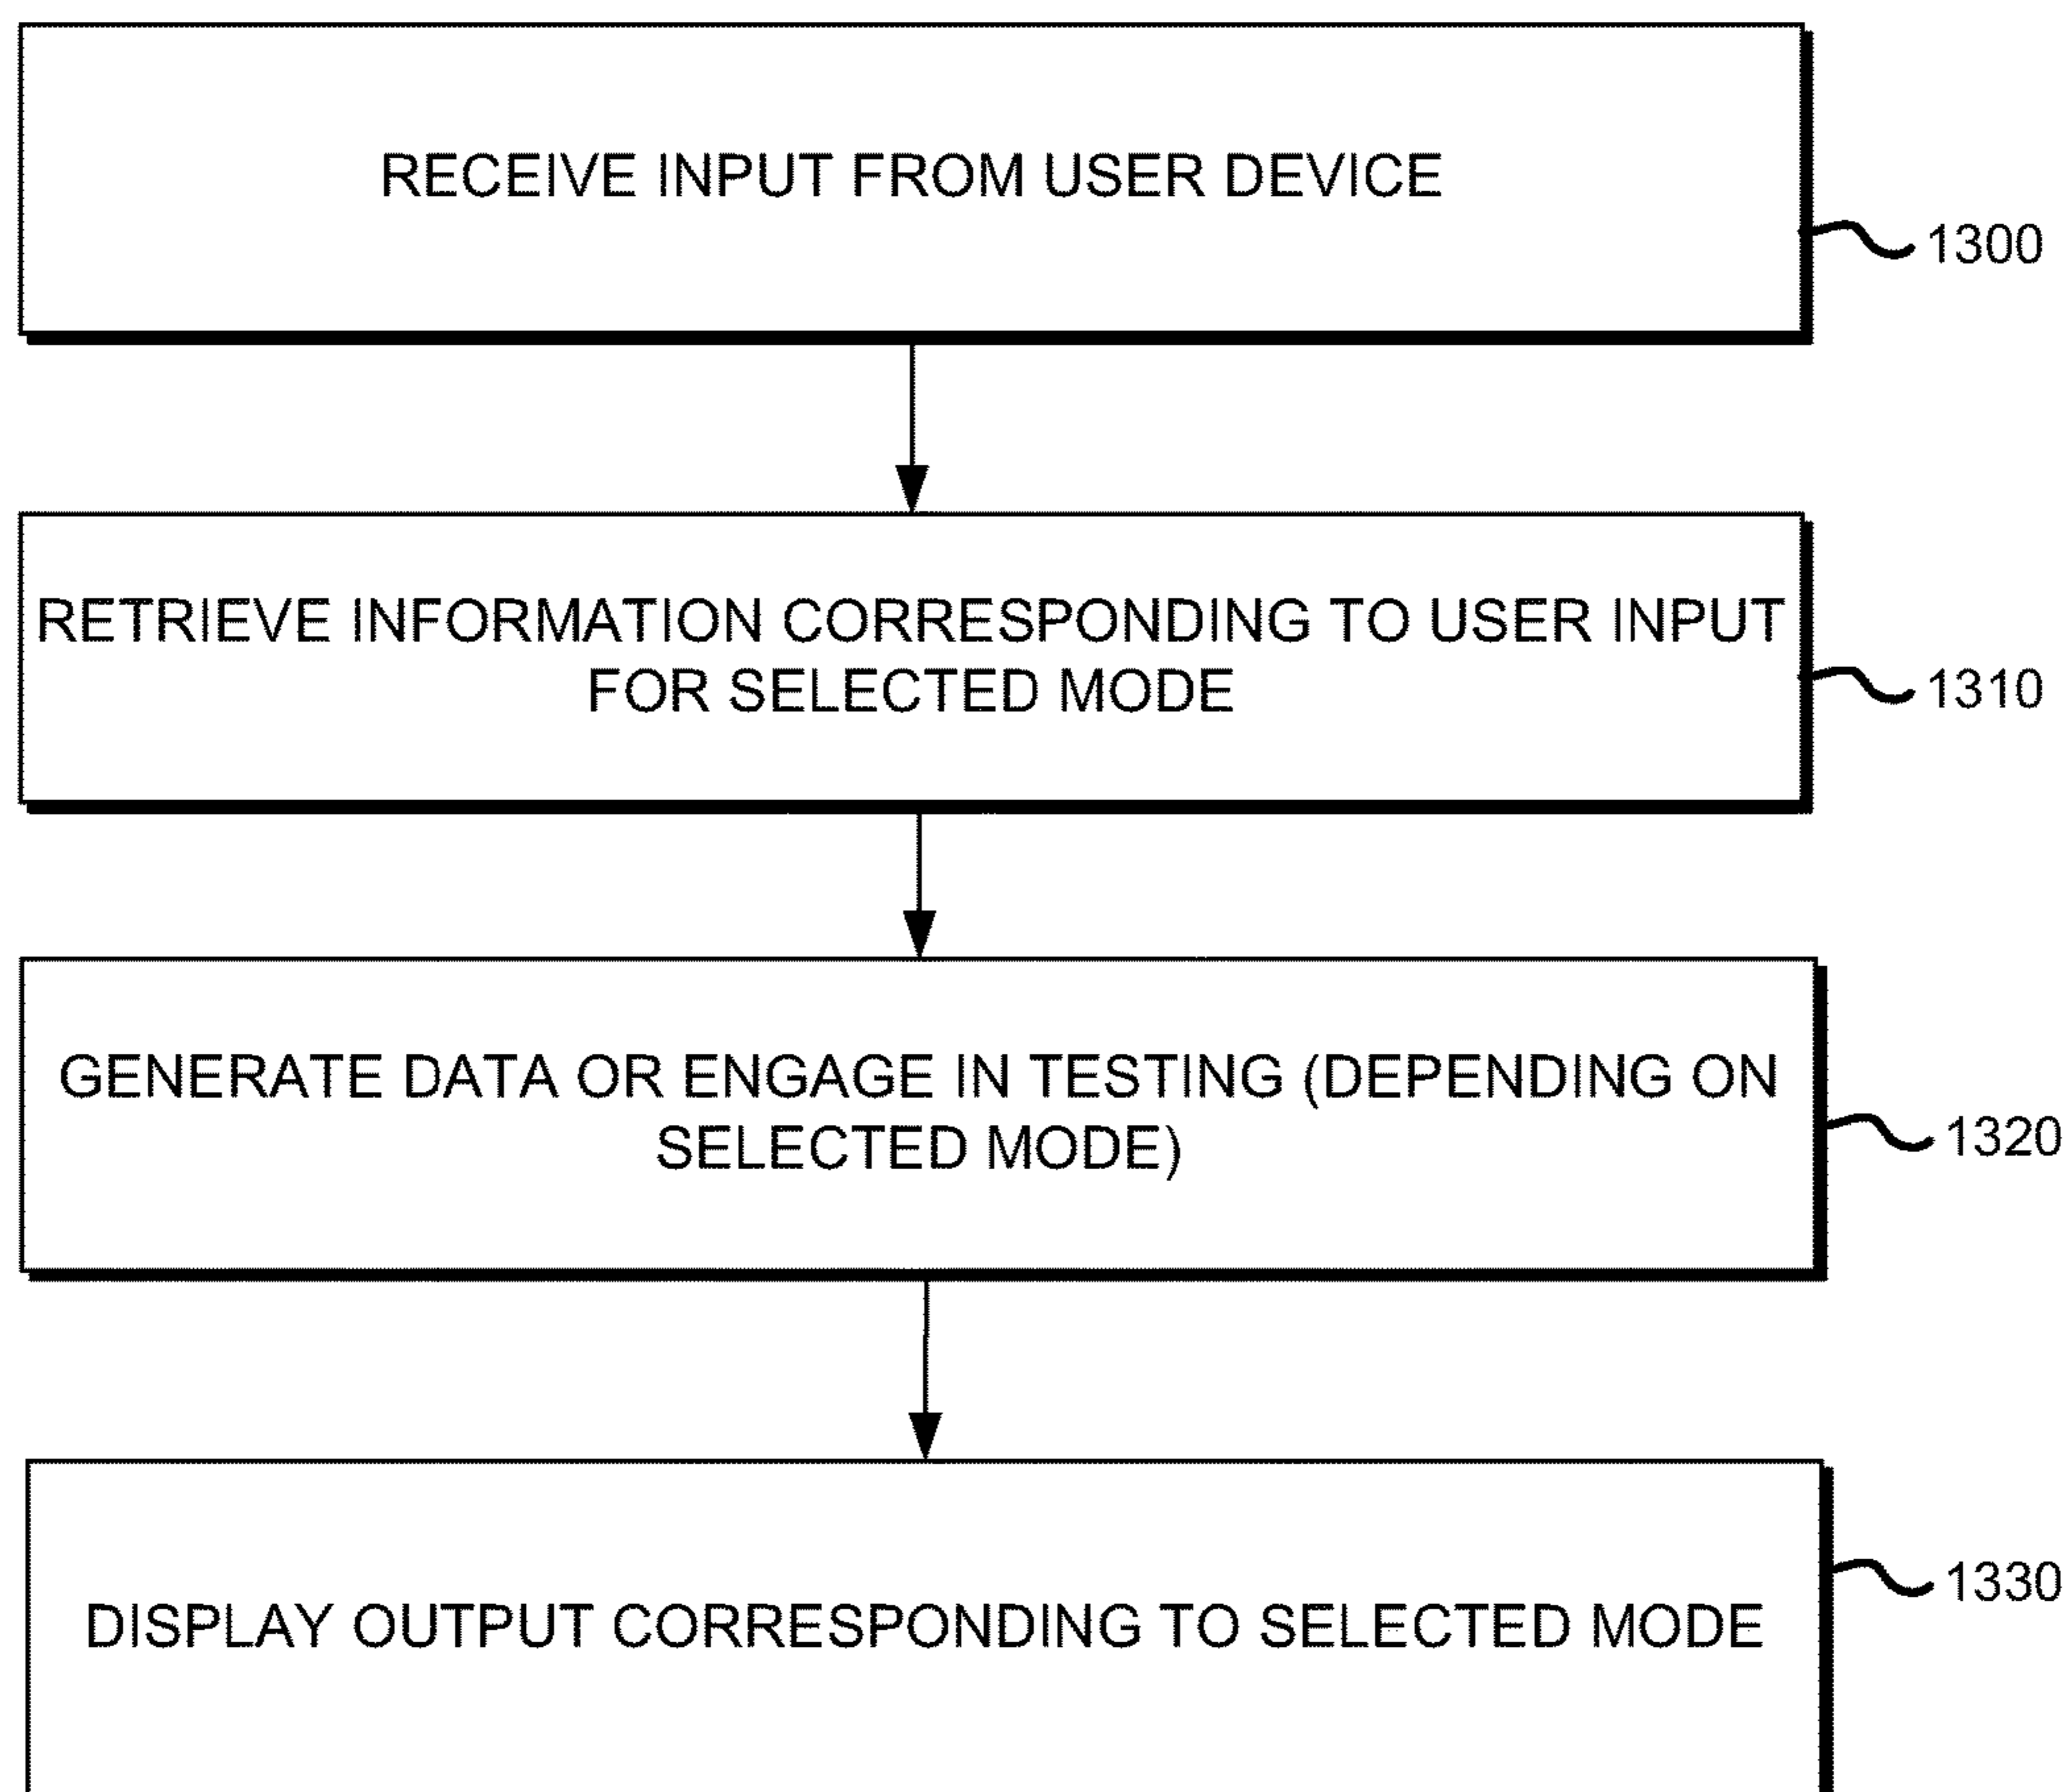 RECEIVE INPUT FROM USER DEVICE
1300
RETRIEVE INFORMATION CORRESPONDING TO USER INPUT
FOR SELECTED MODE
1310
GENERATE DATA OR ENGAGE IN TESTING (DEPENDING ON
SELECTED MODE)
1320
DISPLAY OUTPUT CORRESPONDING TO SELECTED MODE
1330